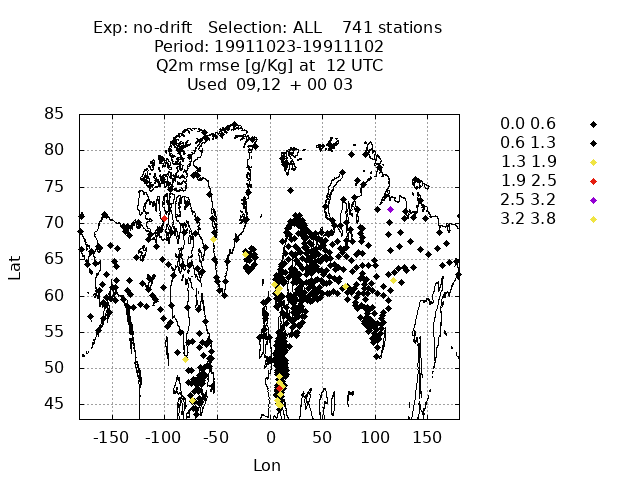 Exp: no-drift   Selection: ALL    741 stations
Period: 19911023-19911102
Q2m rmse [g/Kg] at  12 UTC
Used  09,12  + 00 03
85
80
75
70
65
60
55
50
45
Lat
-150 -100 -50 0 50 100 150
Lon
0.0 0.6
0.6 1.3
1.3 1.9
1.9 2.5
2.5 3.2
3.2 3.8